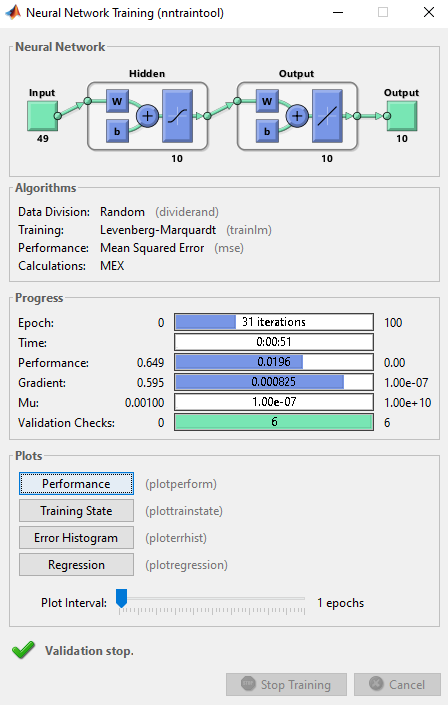 Neural Network Training (nntraintool)
Neural Network
Hidden Output
Input Output
W W
b b
+ +
49 10
10 10
Algorithms
Data Division: Random (dividerand)
Training: Levenberg-Marquardt (trainlm)
Performance: Mean Squared Error (mse)
Calculations: MEX
Progress
Epoch: 0 31 iterations 100
Time: 0:00:51
Performance: 0.649 0.0196 0.00
Gradient: 0.595 0.000825 1.00e-07
Mu: 0.00100 1.00e-07 1.00e+10
Validation Checks: 0 6 6
Plots
Performance (plotperform)
Training State (plottrainstate)
Error Histogram (ploterrhist)
Regression (plotregression)
Plot Interval: 1 epochs
Validation stop.
Stop Training Cancel